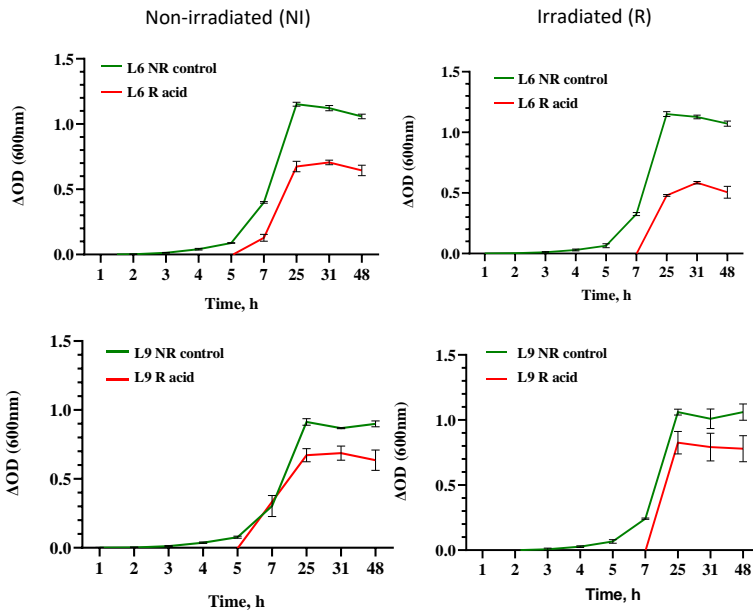 Non-irradiated (NI)
Irradiated (R)
L6 NR control
L6 R acid
ΔOD (600nm)
1.5
1.0
0.5
0.0
1 2 3 4 5 7 25 31 48
Time, h
L6 NR control
L6 R acid
ΔOD (600nm)
1.5
1.0
0.5
0.0
1 2 3 4 5 7 25 31 48
Time, h
L9 NR control
L9 R acid
ΔOD (600nm)
1.5
1.0
0.5
0.0
1 2 3 4 5 7 25 31 48
Time, h
L9 NR control
L9 R acid
ΔOD (600nm)
1.5
1.0
0.5
0.0
1 2 3 4 5 7 25 31 48
Time, h